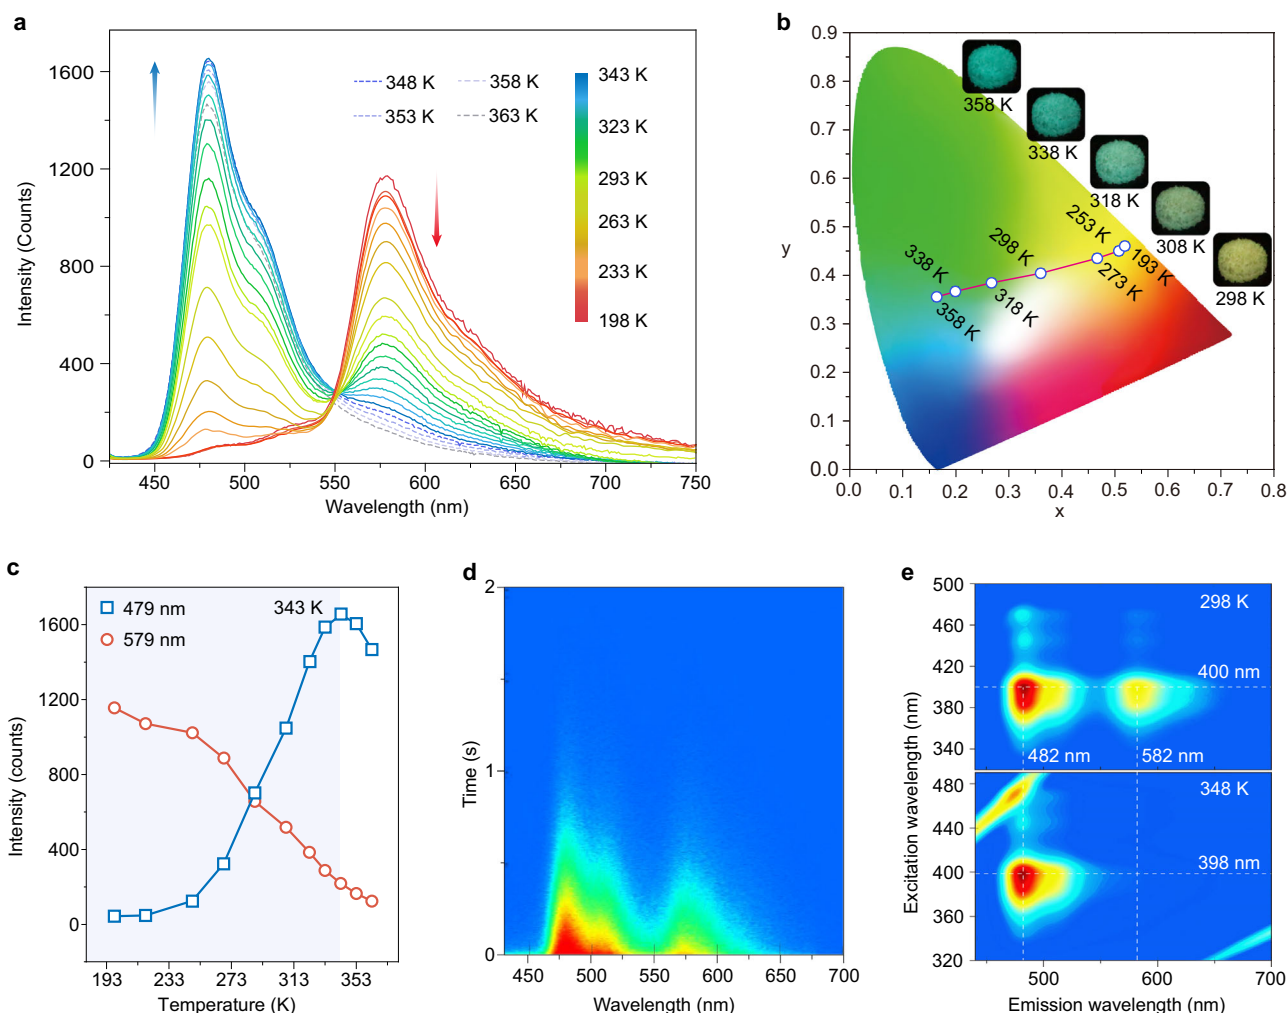 a
1600
1200
800
400
0
450
500
550
600
650
700
750
Intensity (Counts)
Wavelength (nm)
348 K
358 K
353 K
363 K
343 K
323 K
293 K
263 K
233 K
198 K
b
0.9
0.8
0.7
0.6
0.5
0.4
0.3
0.2
0.1
0.0
y
0.0
0.1
0.2
0.3
0.4
0.5
0.6
0.7
0.8
x
358 K
338 K
318 K
308 K
298 K
338 K
358 K
318 K
298 K
253 K
273 K
193 K
c
479 nm
579 nm
343 K
1600
1200
800
400
0
Intensity (counts)
193
233
273
313
353
Temperature (K)
d
2
1
0
Time (s)
450
500
550
600
650
700
Wavelength (nm)
e
500
460
420
380
340
298 K
400 nm
482 nm
582 nm
480
440
400
360
320
348 K
398 nm
Excitation wavelength (nm)
500
600
700
Emission wavelength (nm)